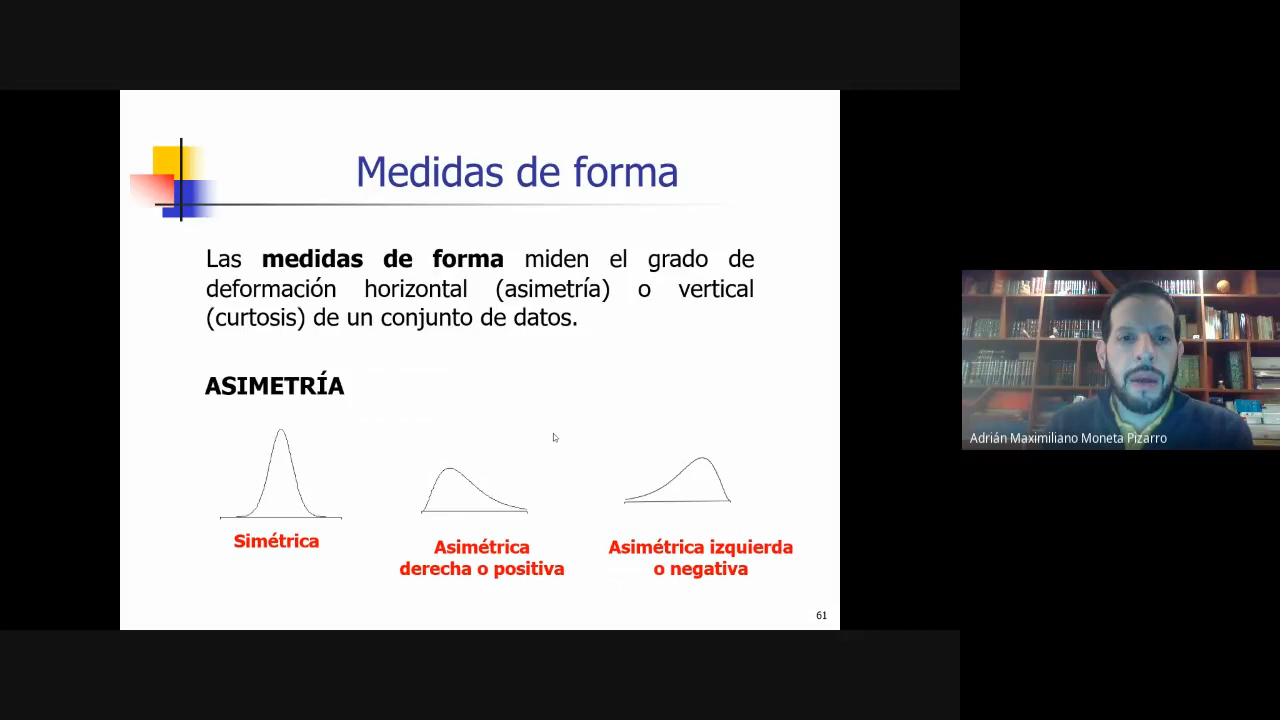 Medidas de forma
Las medidas de forma miden el grado de
deformación horizontal (asimetría) o vertical
(curtosis) de un conjunto de datos.
ASIMETRÍA
Simétrica
Asimétrica
derecha o positiva
Asimétrica izquierda
o negativa
61
Adrián Maximiliano Moneta Pizarro